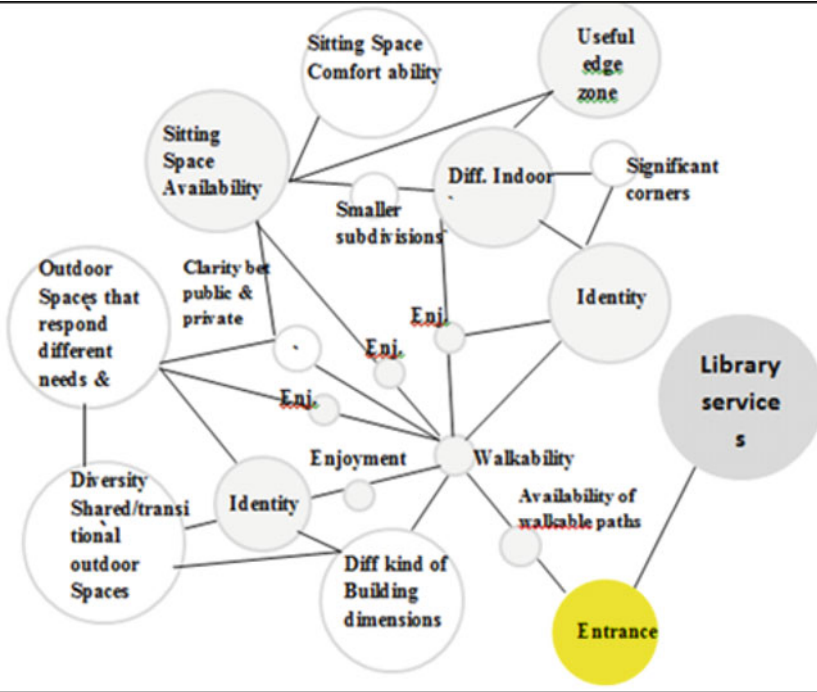 Sitting Space
Comfort ability
Useful
edge
zone
Sitting
Space
Availability
Diff. Indoor
Significant
corners
Smaller
subdivisions
Outdoor
Spaces that
respond
different
needs &
Clarity bet
public &
private
Identity
Enj.
Enj.
Enj.
Library
service
s
Enjoyment
Walkability
Diversity
Shared/transi
tional
outdoor
Spaces
Identity
Availability of
walkable paths
Diff kind of
Building
dimensions
Entrance